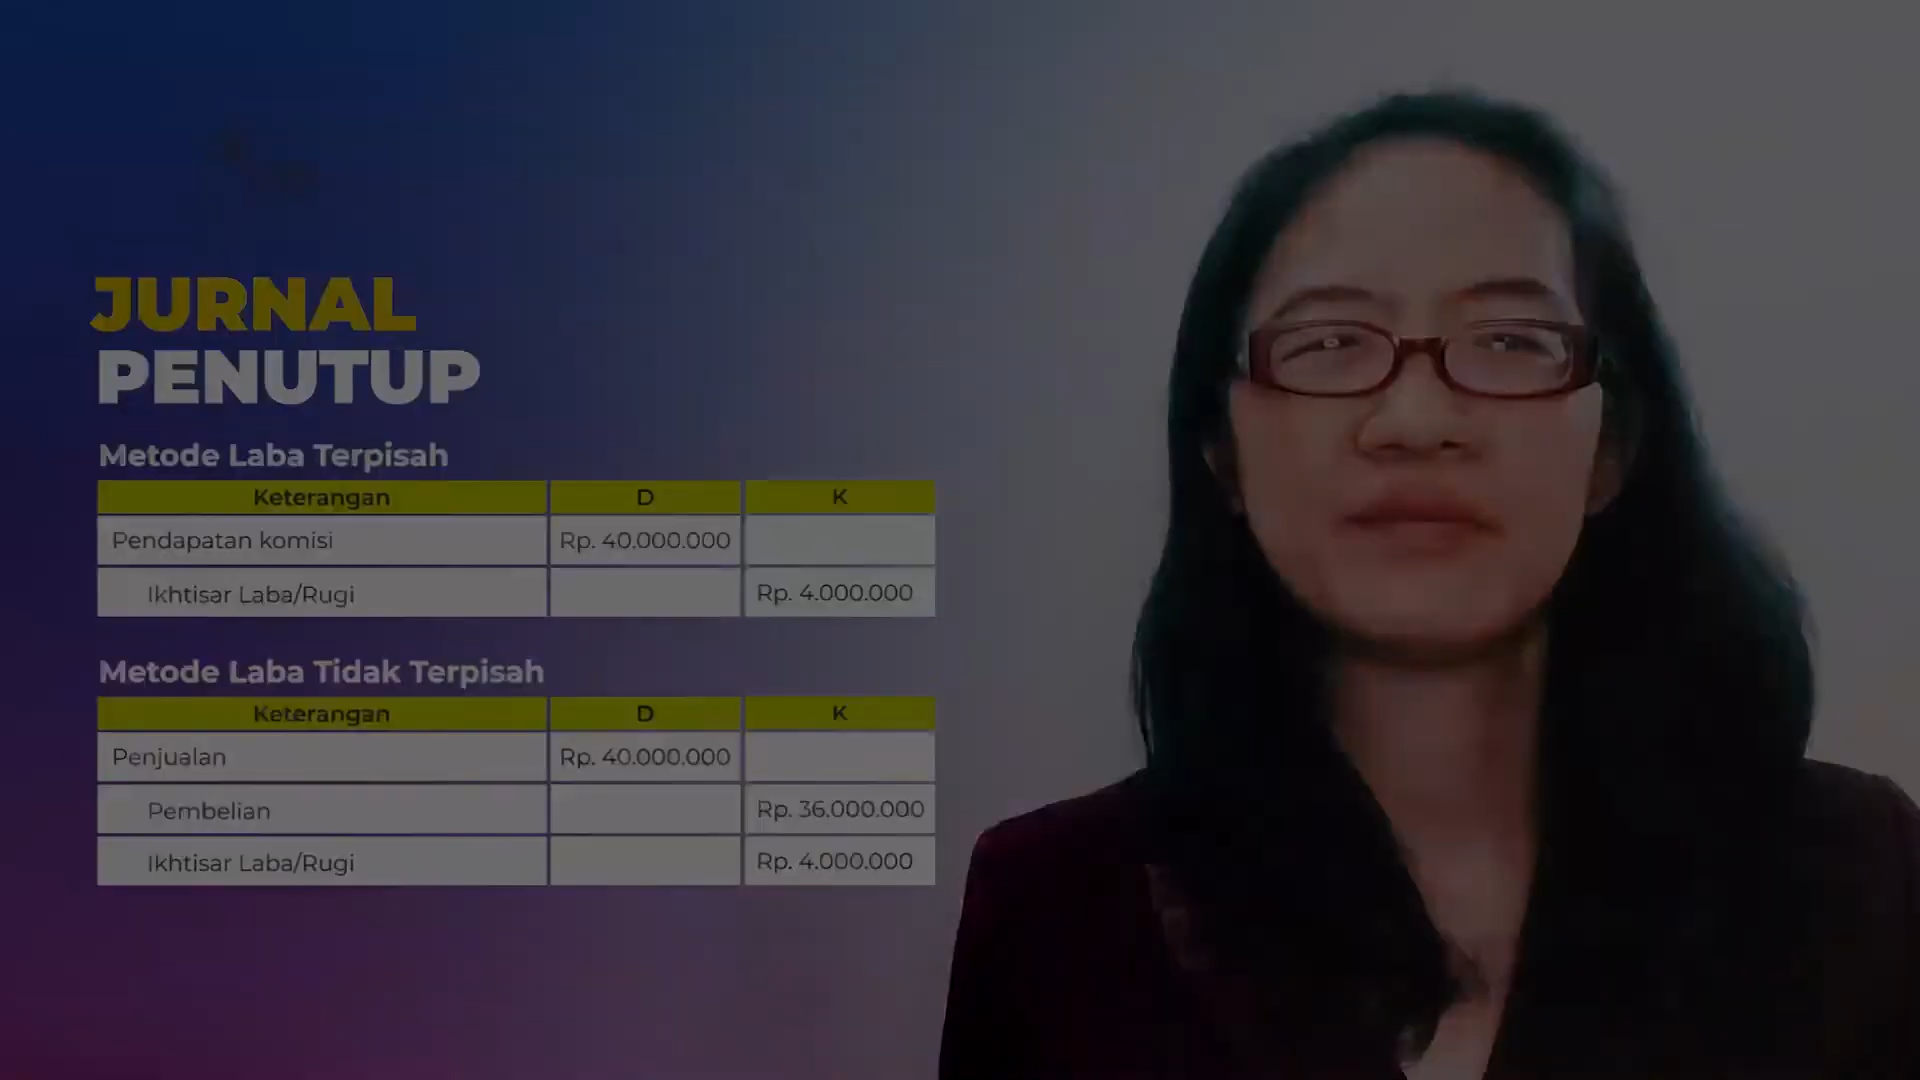 JURNAL
PENUTUP
Metode Laba Terpisah
Keterangan D K
Pendapatan komisi Rp. 40.000.000
Ikhtisar Laba/Rugi Rp. 4.000.000
Metode Laba Tidak Terpisah
Keterangan D K
Penjualan Rp. 40.000.000
Pembelian Rp. 36.000.000
Ikhtisar Laba/Rugi Rp. 4.000.000